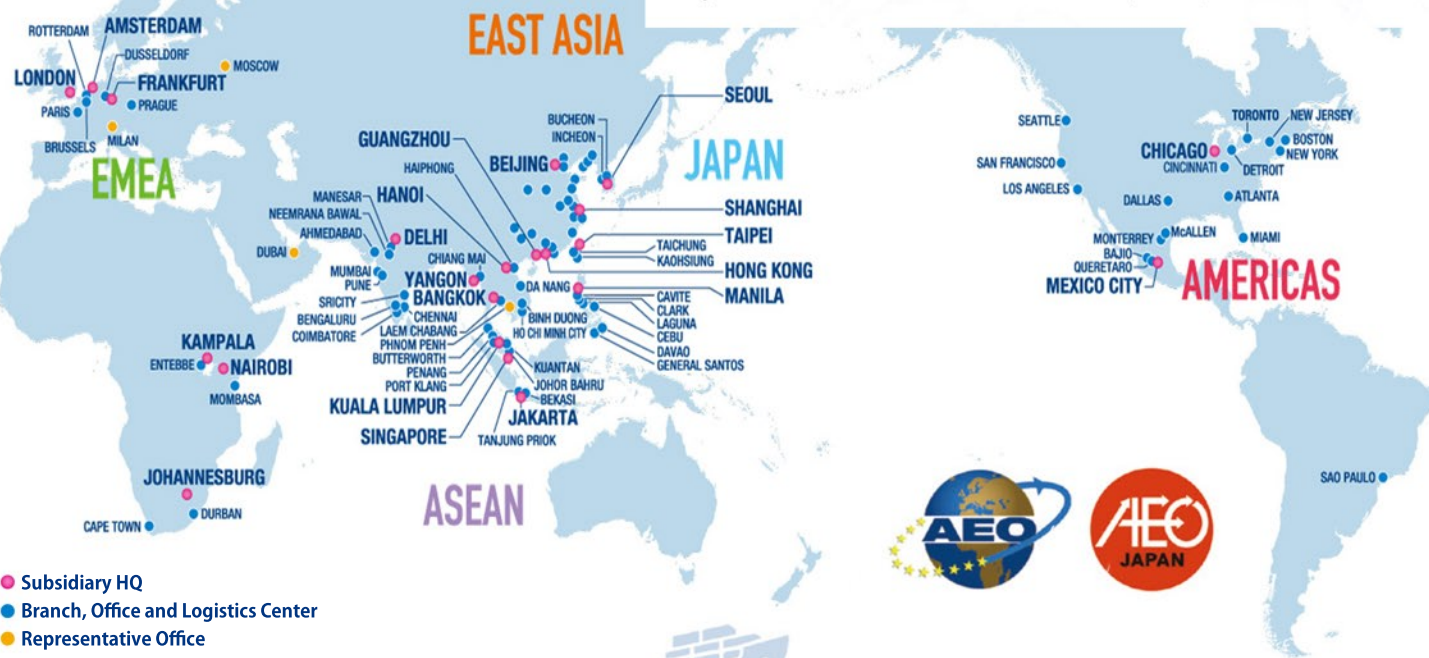 EAST ASIA
AMSTERDAM
ROTTERDAM
DUSSELDORF
MOSCOW
LONDON
FRANKFURT
PARIS
PRAGUE
BRUSSELS
MILAN
EMEA
SEOUL
BUCHEON
INCHEON
GUANGZHOU
BEIJING
HAIPHONG
JAPAN
MANESAR
HANOI
NEEMRANA BAWAL
AHMEDABAD
DELHI
DUBAI
CHIANG MAI
SHANGHAI
TAIPEI
TAICHUNG
KAOHSIUNG
HONG KONG
MUMBAI
PUNE
YANGON
DA NANG
MANILA
BANGKOK
SRICITY
CHENNAI
BENGALURU
COIMBATORE
LAEM CHABANG
BINH DUONG
HO CHI MINH CITY
PHNOM PENH
BUTTERWORTH
PENANG
PORT KLANG
CAVITE
CLARK
LAGUNA
CEBU
DAVAO
GENERAL SANTOS
KUANTAN
JOHOR BAHRU
BEKASI
KUALA LUMPUR
JAKARTA
SINGAPORE
TANJUNG PRIOK
KAMPALA
ENTEBBE
NAIROBI
MOMBASA
JOHANNESBURG
DURBAN
CAPE TOWN
ASEAN
SEATTLE
TORONTO
NEW JERSEY
BOSTON
CHICAGO
NEW YORK
SAN FRANCISCO
CINCINNATI
DETROIT
LOS ANGELES
DALLAS
ATLANTA
McALLEN
MONTERREY
MIAMI
BAJIO
QUERETARO
MEXICO CITY
AMERICAS
SAO PAULO
AEO
AEO
JAPAN
Subsidiary HQ
Branch, Office and Logistics Center
Representative Office